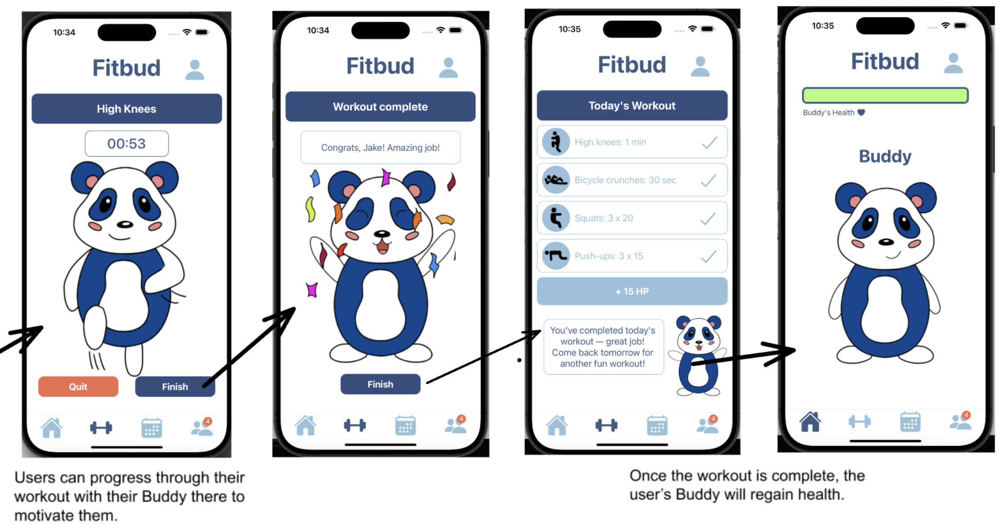 10:34
Fitbud
High Knees
00:53
Quit
Finish
4
Users can progress through their
workout with their Buddy there to
motivate them.
10:34
Fitbud
Workout complete
Congrats, Jake! Amazing job!
Finish
4
10:35
Fitbud
Today's Workout
High knees: 1 min
Bicycle crunches: 30 sec
Squats: 3 x 20
Push-ups: 3 x 15
+ 15 HP
You've completed today's
workout — great job!
Come back tomorrow for
another fun workout!
4
10:35
Fitbud
Buddy's Health
Buddy
4
Once the workout is complete, the
user’s Buddy will regain health.